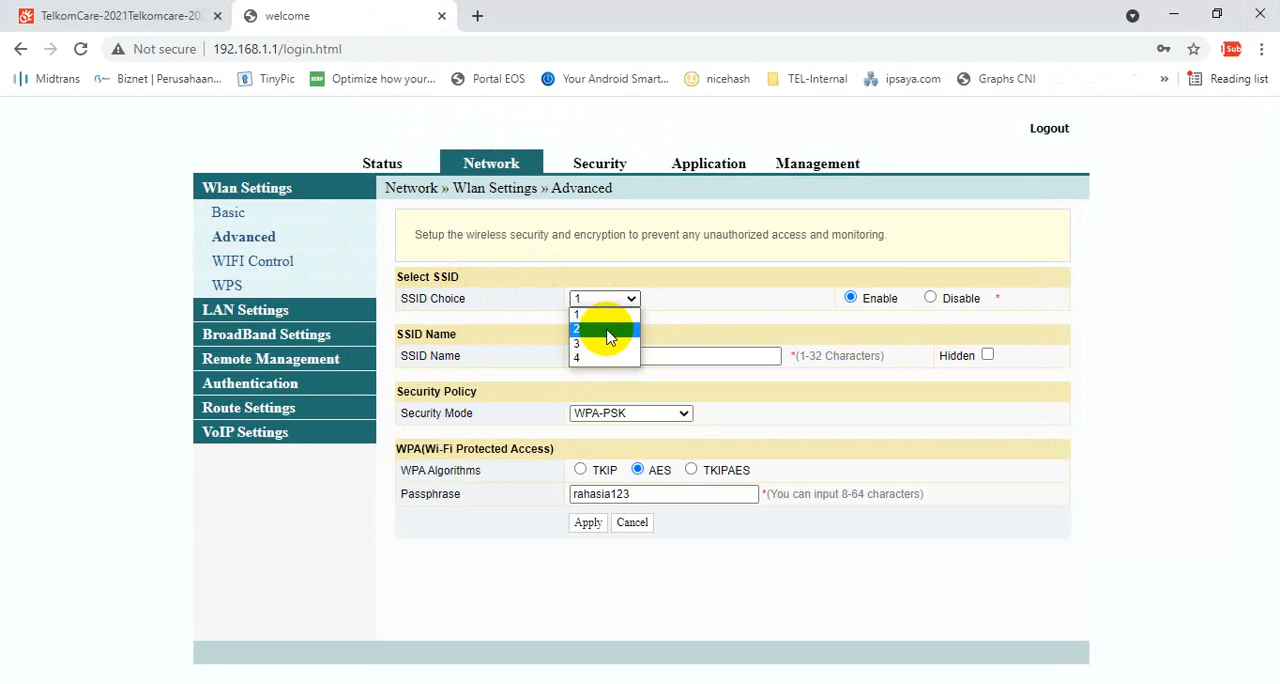 TelkomCare-2021Telkomcare-202
welcome
Not secure
192.168.1.1/login.html
Sub
Midtrans
Biznet | Perusahaan...
TinyPic
Optimize how your...
Portal EOS
Your Android Smart...
nicehash
TEL-Internal
ipsaya.com
Graphs CNI
»
Reading list
Logout
Status
Network
Security
Application
Management
Wlan Settings
Network » Wlan Settings » Advanced
Basic
Advanced
WIFI Control
WPS
LAN Settings
BroadBand Settings
Remote Management
Authentication
Route Settings
VoIP Settings
Setup the wireless security and encryption to prevent any unauthorized access and monitoring.
Select SSID
SSID Choice
1
Enable
Disable
*
1
2
3
4
SSID Name
SSID Name
*(1-32 Characters)
Hidden
Security Policy
Security Mode
WPA-PSK
WPA(Wi-Fi Protected Access)
WPA Algorithms
TKIP
AES
TKIPAES
Passphrase
rahasia123
*(You can input 8-64 characters)
Apply
Cancel